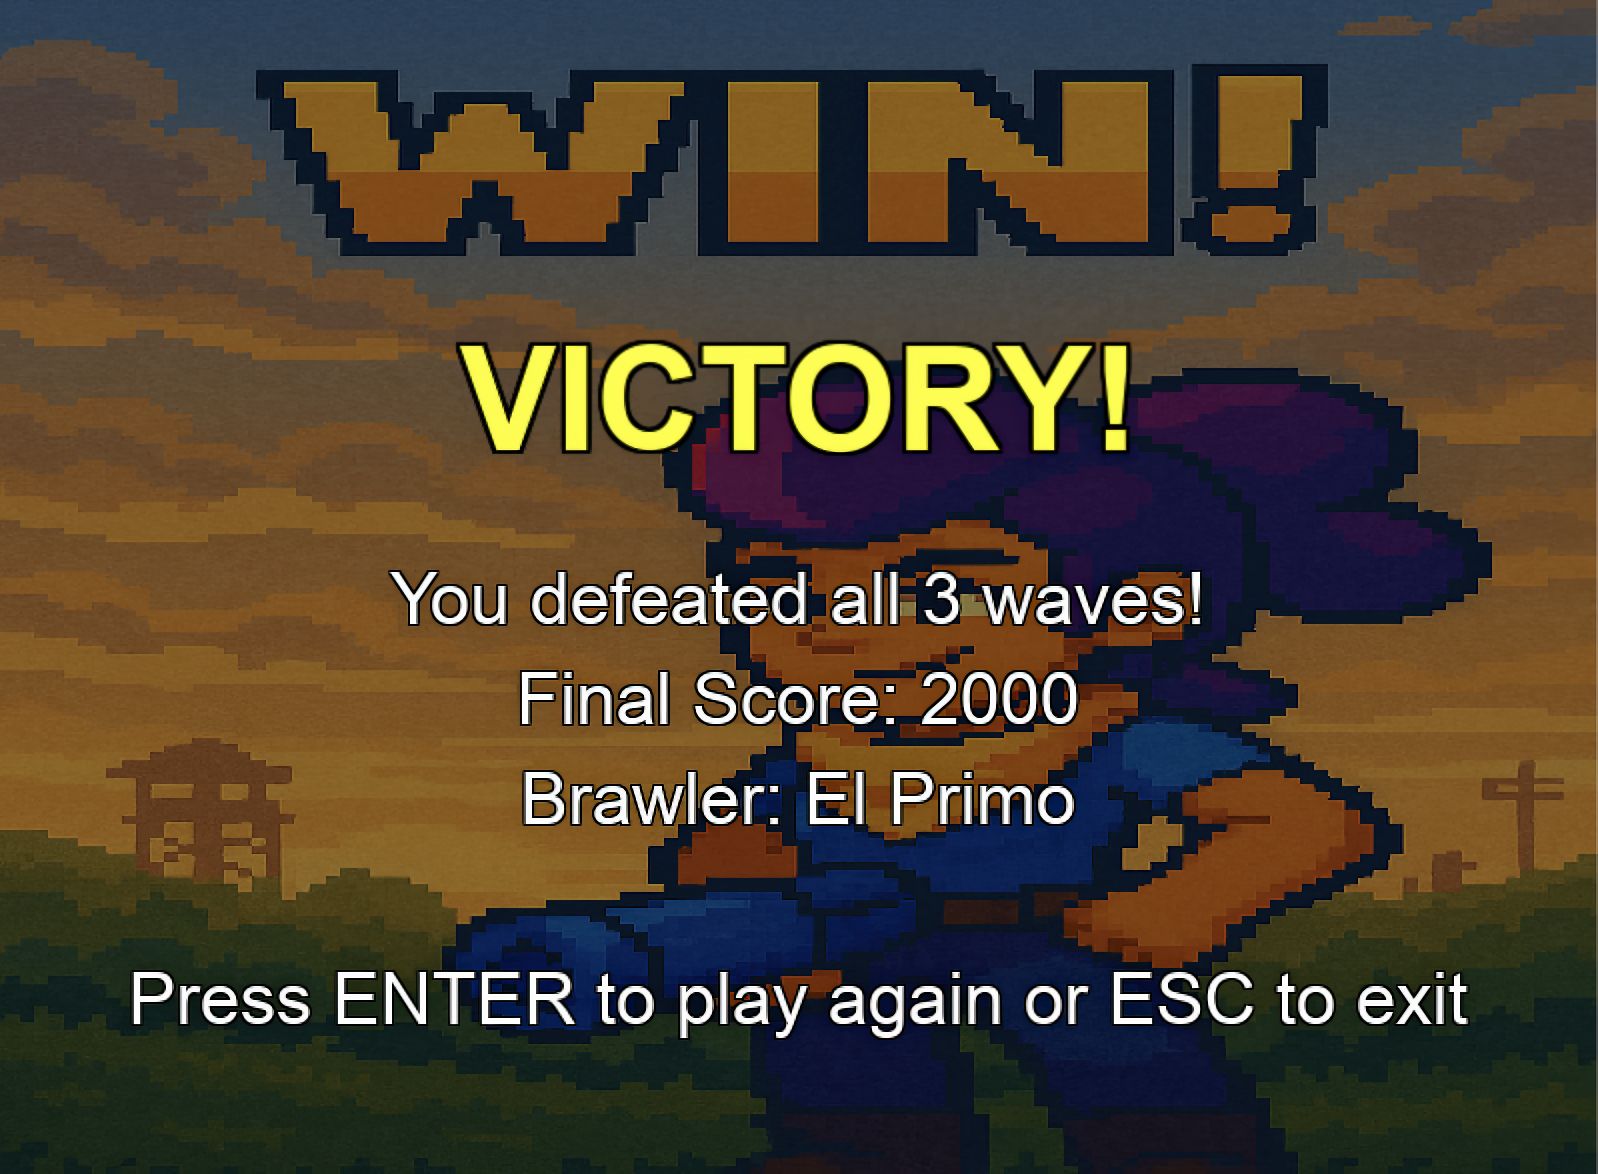 WIN!
VICTORY!
You defeated all 3 waves!
Final Score: 2000
Brawler: El Primo
Press ENTER to play again or ESC to exit